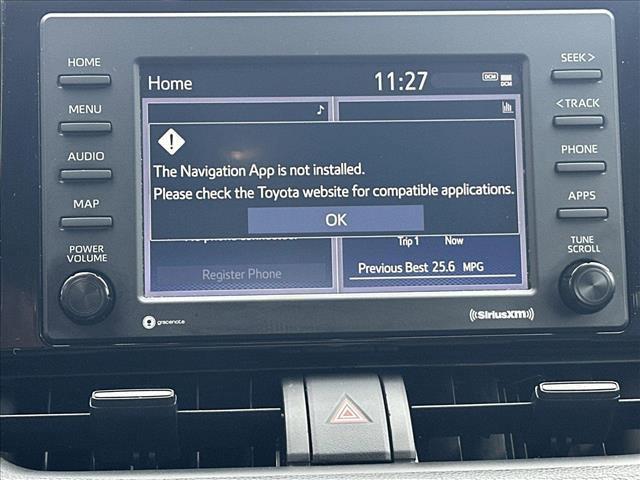 HOME
MENU
AUDIO
MAP
POWER
VOLUME
Home 11:27 DCM DCM
The Navigation App is not installed.
Please check the Toyota website for compatible applications.
OK
Register Phone
Trip 1 Now
Previous Best 25.6 MPG
SEEK >
< TRACK
PHONE
APPS
TUNE
SCROLL
gracenote
SiriusXM